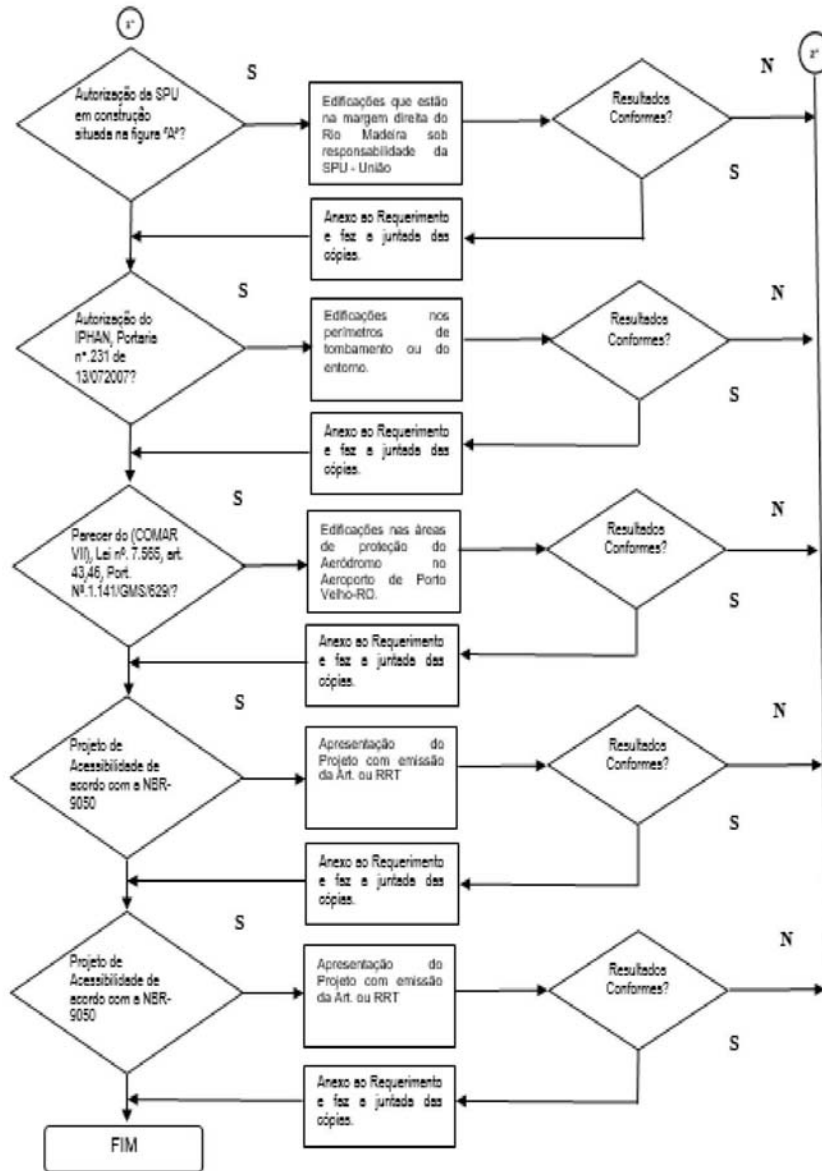 Autorização da SPU
em construção
situada na figura "A"?
S
Edificações que estão
na margem direita do
Rio Madeira sob
responsabilidade da
SPU - União
Resultados
Conformes?
N
S
Anexo ao Requerimento
e faz a juntada das
cópias.
Autorização do
IPHAN, Portaria
nº.231 de
13/072007?
S
Edificações nos
perímetros de
tombamento ou do
entorno.
Resultados
Conformes?
N
S
Anexo ao Requerimento
e faz a juntada das
cópias.
Parecer do (COMAR
VII), Lei nº. 7.565, art.
43,46, Port.
Nº.1.141/GMS/629/?
S
Edificações nas áreas
de proteção do
Aeródromo no
Aeroporto de Porto
Velho-RO.
Resultados
Conformes?
N
S
Anexo ao Requerimento
e faz a juntada das
cópias.
Projeto de
Acessibilidade de
acordo com a NBR-
9050
S
Apresentação do
Projeto com emissão
da Art. ou RRT
Resultados
Conformes?
N
S
Anexo ao Requerimento
e faz a juntada das
cópias.
Projeto de
Acessibilidade de
acordo com a NBR-
9050
S
Apresentação do
Projeto com emissão
da Art. ou RRT
Resultados
Conformes?
N
S
Anexo ao Requerimento
e faz a juntada das
cópias.
FIM